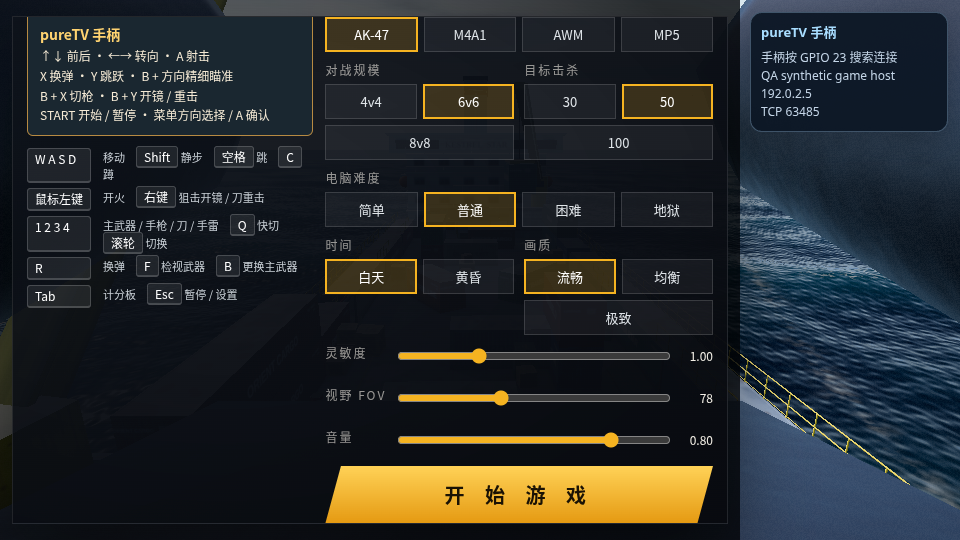 pureTV 手柄
↑↓ 前后 · ←→ 转向 · A 射击
X 换弹 · Y 跳跃 · B + 方向精细瞄准
B + X 切枪 · B + Y 开镜 / 重击
START 开始 / 暂停 · 菜单方向选择 / A 确认
W A S D 移动 Shift 静步 空格 跳 C 蹲
鼠标左键 开火 右键 狙击开镜 / 刀重击
1 2 3 4 主武器 / 手枪 / 刀 / 手雷 Q 快切
滚轮 切换
R 换弹 F 检视武器 B 更换主武器
Tab 计分板 Esc 暂停 / 设置
AK-47 M4A1 AWM MP5
对战规模 目标击杀
4v4 6v6 30 50
8v8 100
电脑难度
简单 普通 困难 地狱
时间 画质
白天 黄昏 流畅 均衡
极致
灵敏度 1.00
视野 FOV 78
音量 0.80
开始游戏
pureTV 手柄
手柄按 GPIO 23 搜索连接
QA synthetic game host
192.0.2.5
TCP 63485